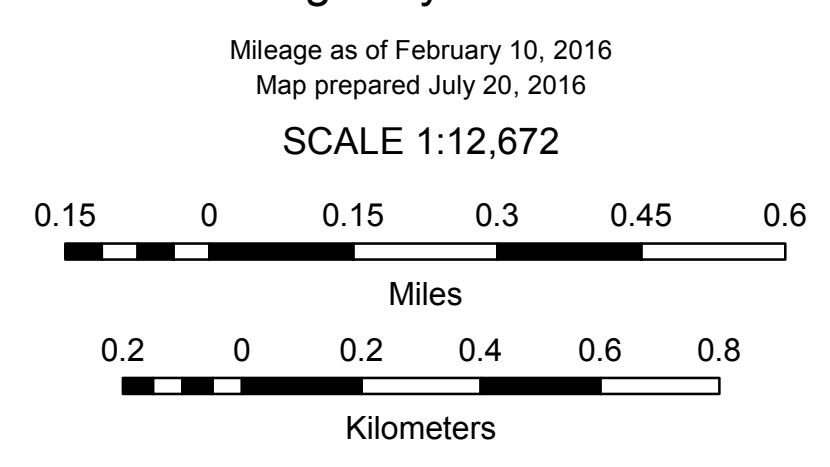 Mileage as of February 10, 2016
Map prepared July 20, 2016
SCALE 1:12,672
0.15 0 0.15 0.3 0.45 0.6
Miles
0.2 0 0.2 0.4 0.6 0.8
Kilometers